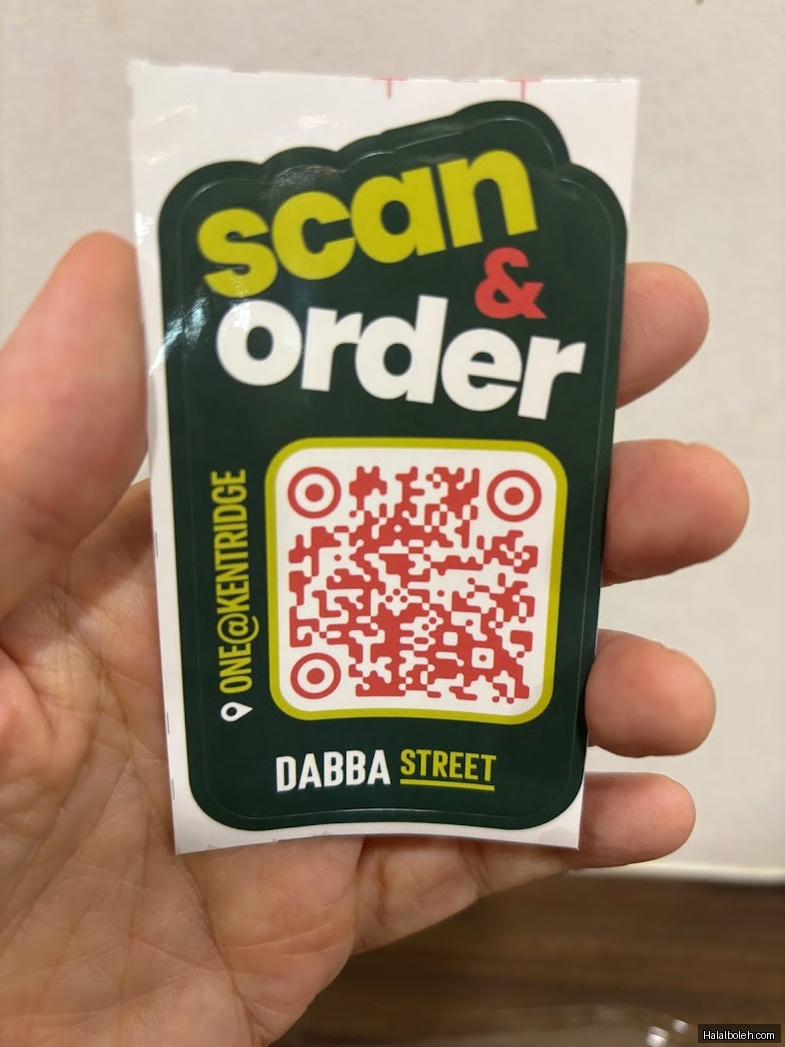 scan
&
order
ONE@KENTRIDGE
DABBA STREET
Halalboleh.com